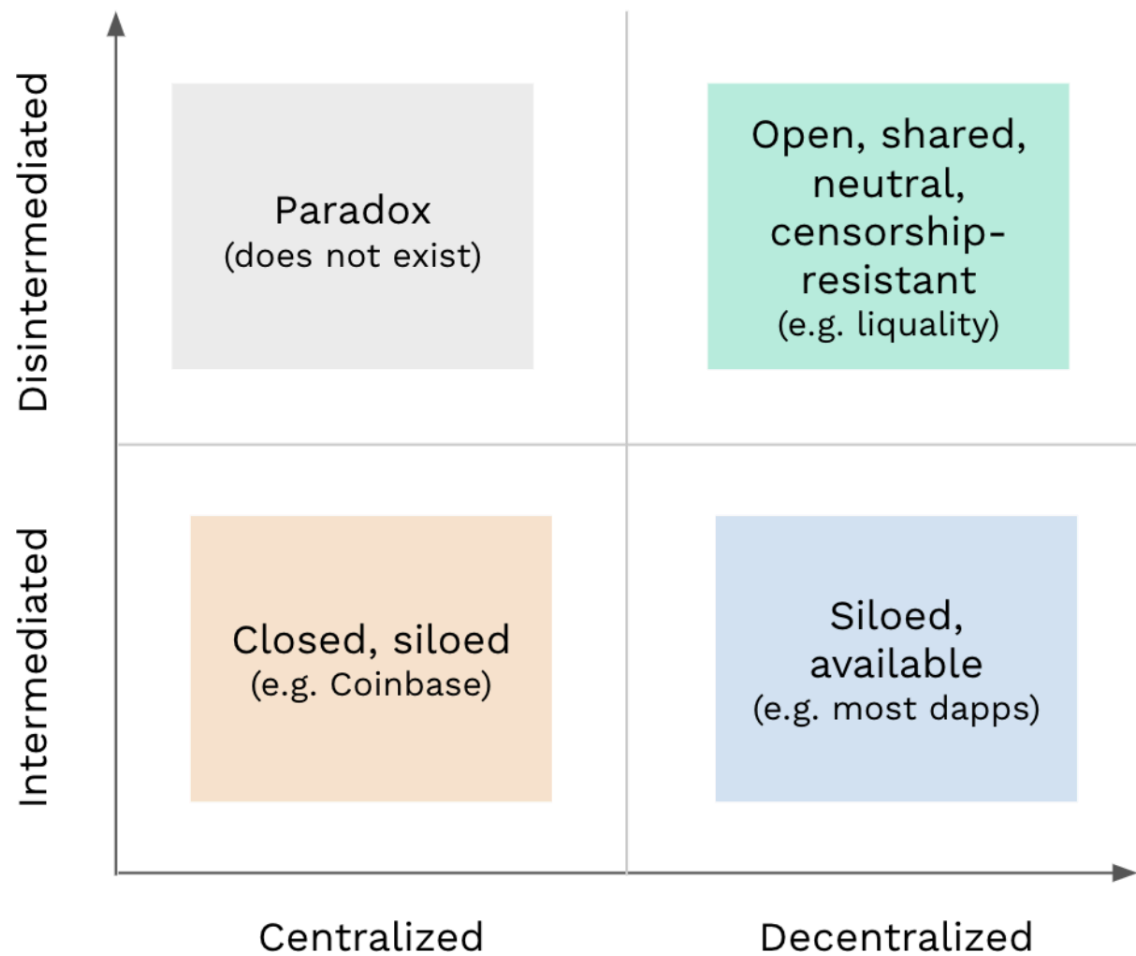 Disintermediated
Paradox
(does not exist)
Open, shared,
neutral,
censorship-
resistant
(e.g. liquality)
Intermediated
Closed, siloed
(e.g. Coinbase)
Siloed,
available
(e.g. most dapps)
Centralized
Decentralized